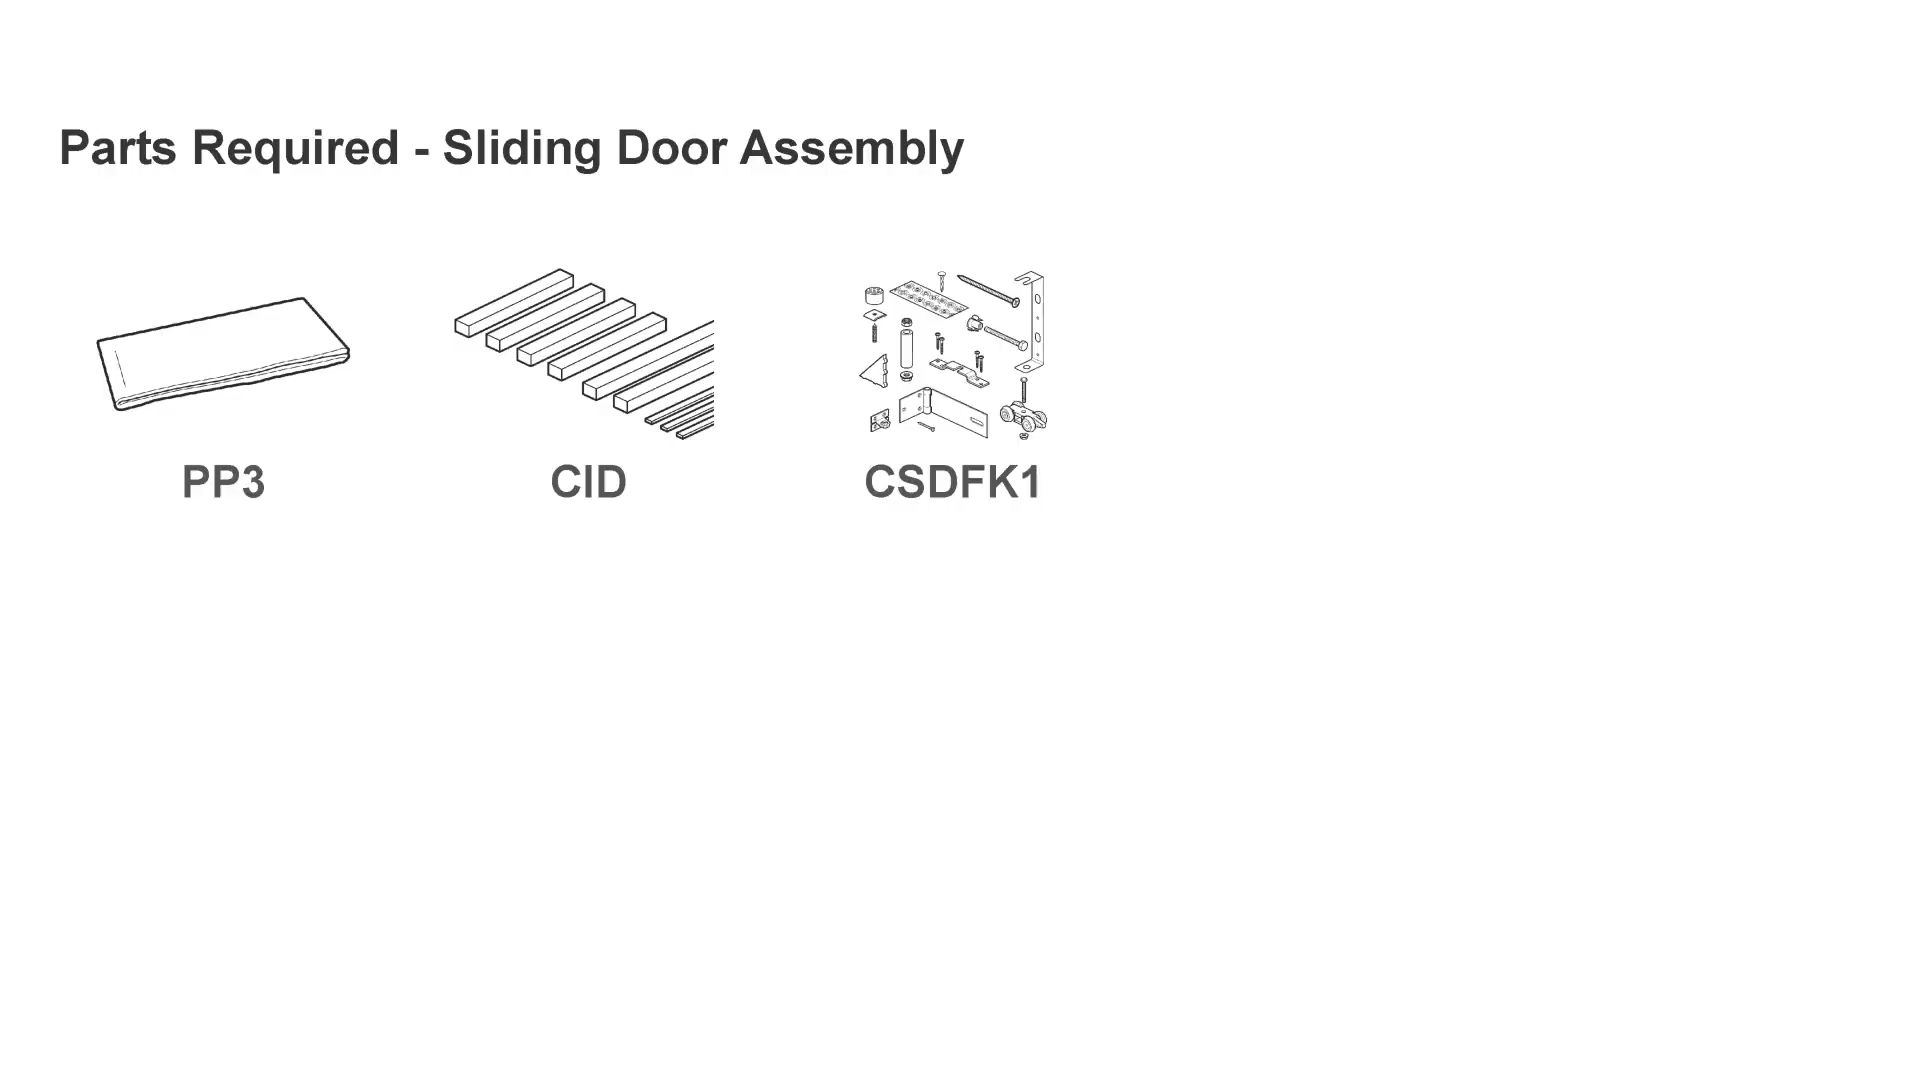 Parts Required - Sliding Door Assembly
PP3
CID
CSDFK1